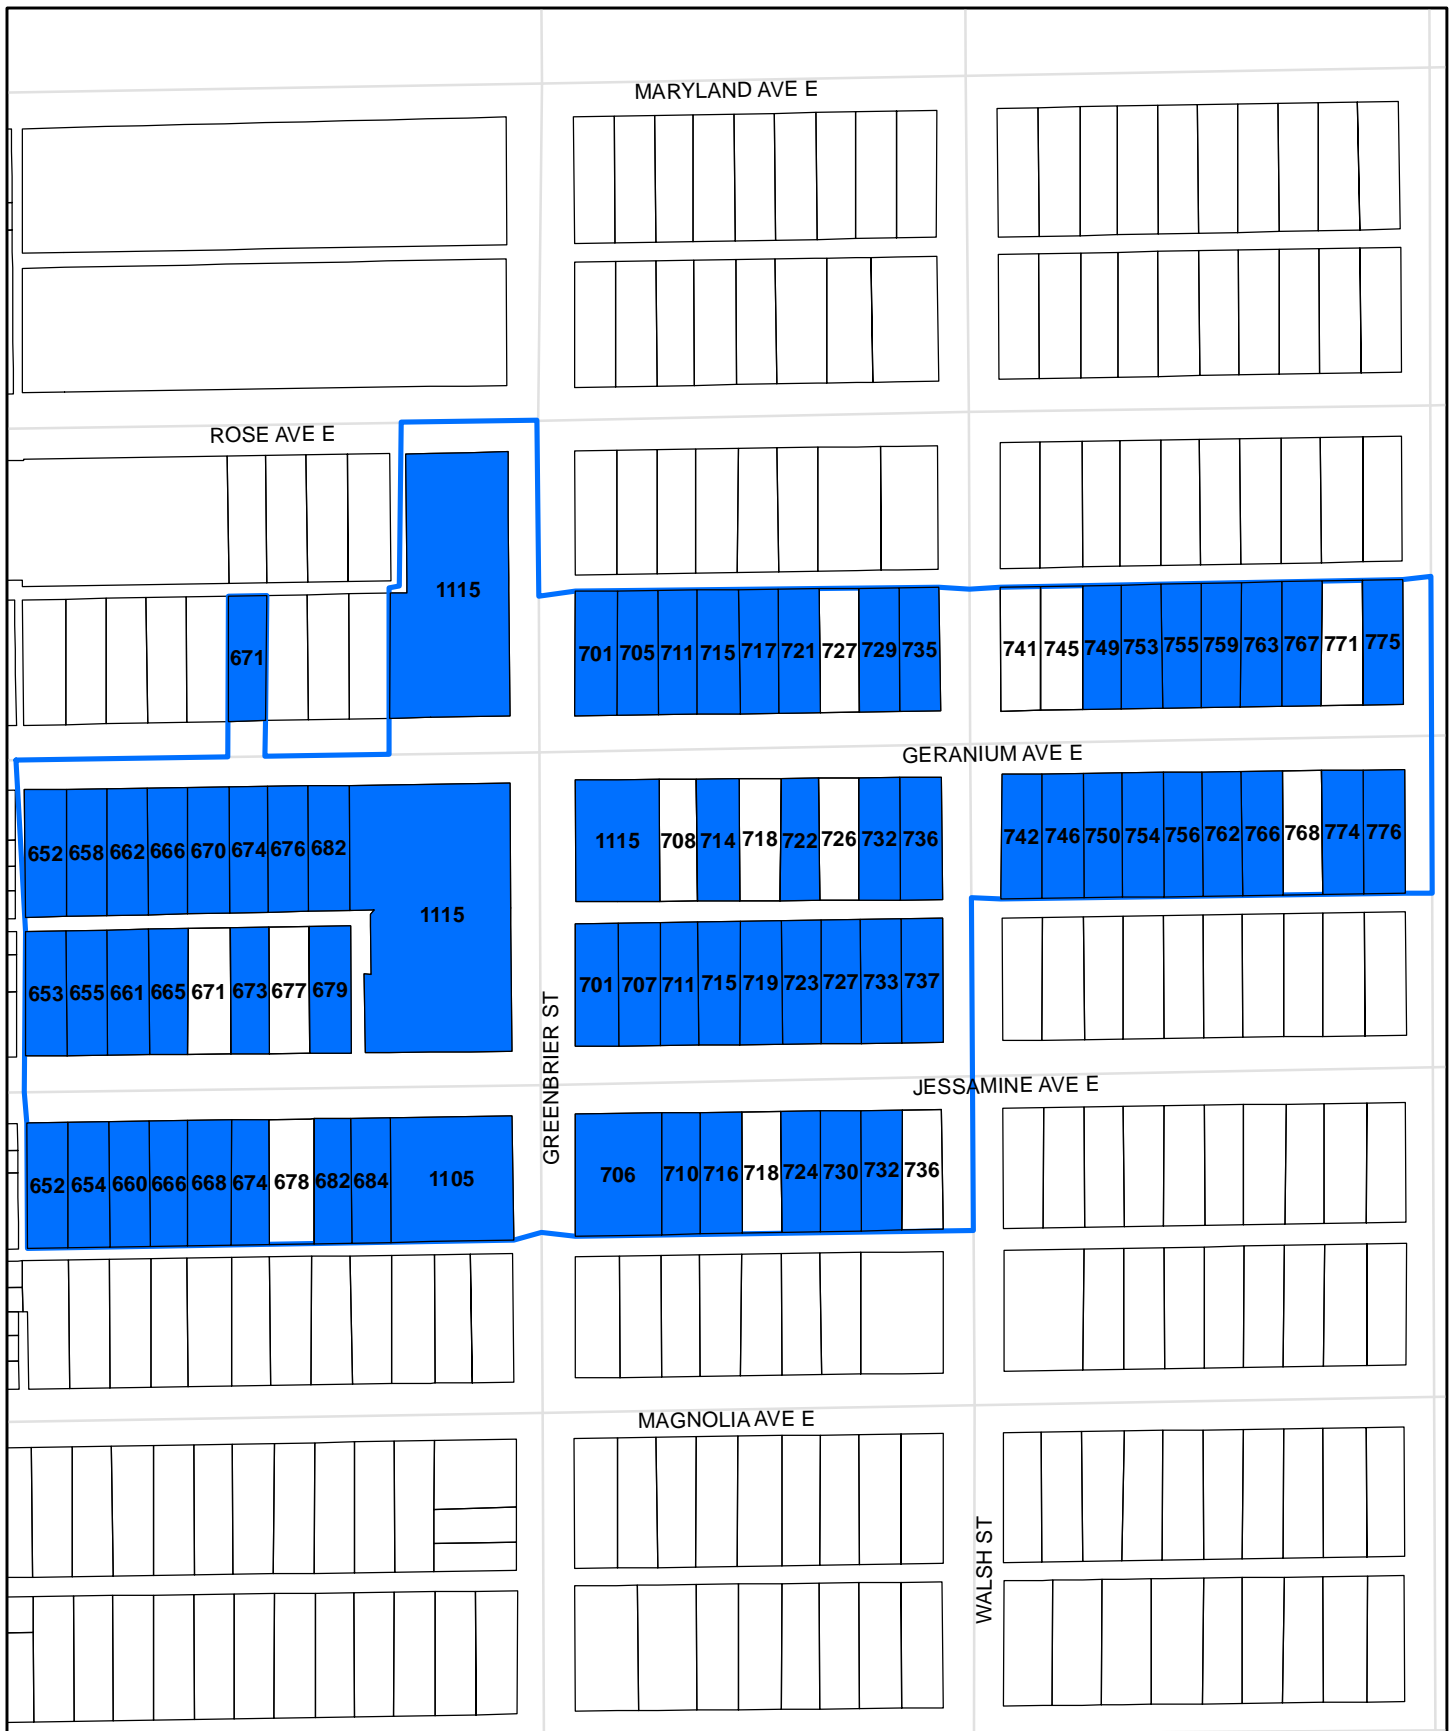 MARYLAND AVE E
ROSE AVE E
1115
671
701 705 711 715 717 721 727 729 735
741 745 749 753 755 759 763 767 771 775
GERANIUM AVE E
652 658 662 666 670 674 676 682
1115
1115 708 714 718 722 726 732 736
742 746 750 754 756 762 766 768 774 776
653 655 661 665 671 673 677 679
701 707 711 715 719 723 727 733 737
GREENBRIER ST
JESSAMINE AVE E
652 654 660 666 668 674 678 682 684 1105
706 710 716 718 724 730 732 736
MAGNOLIA AVE E
WALSH ST